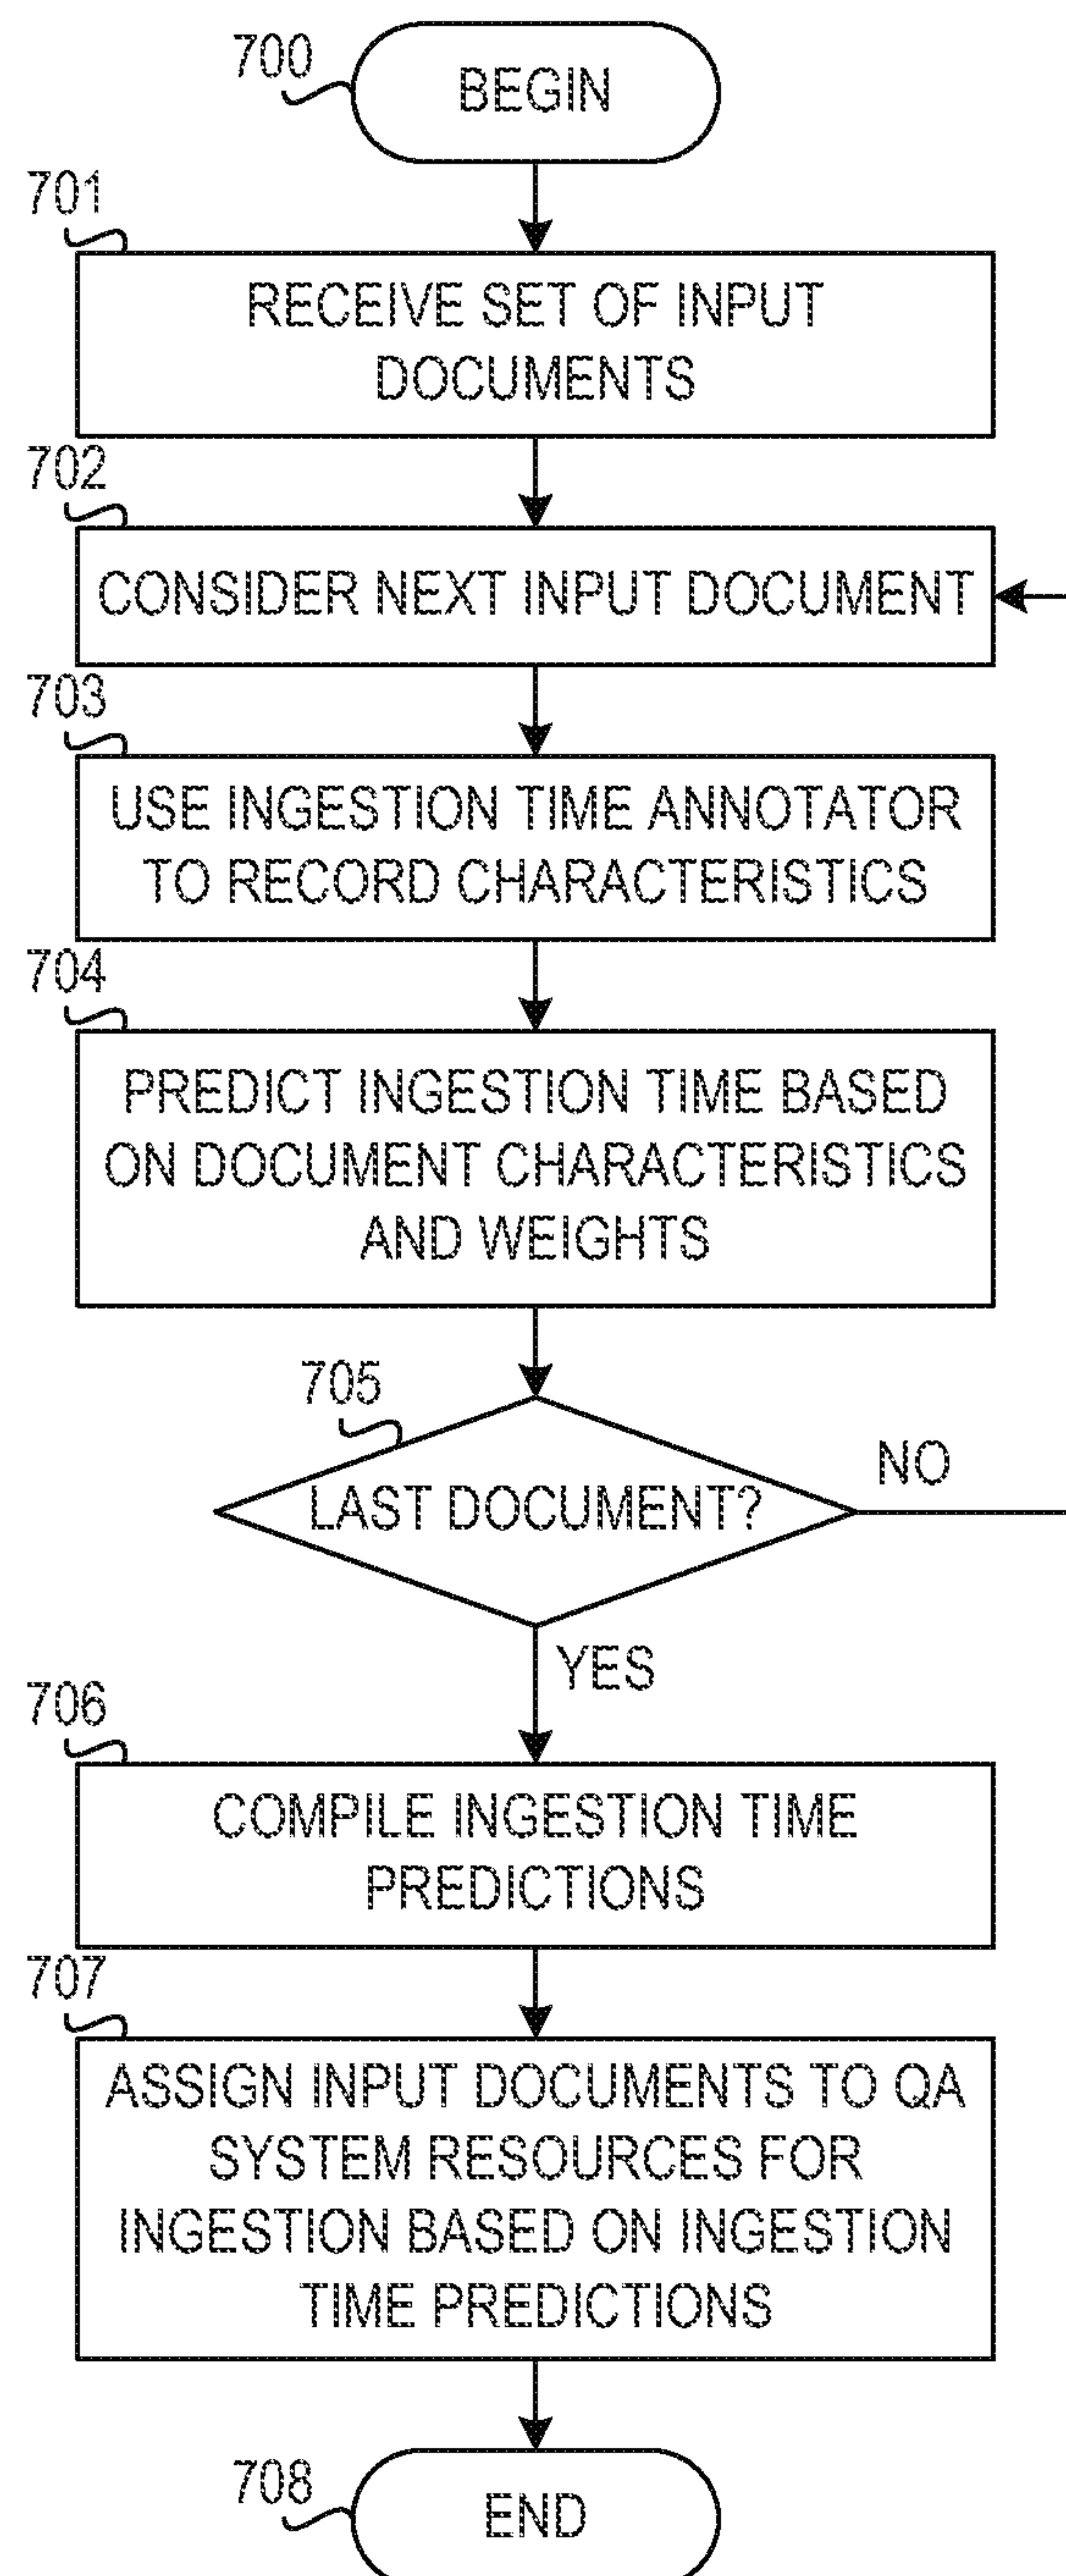 700
BEGIN
701
RECEIVE SET OF INPUT
DOCUMENTS
702
CONSIDER NEXT INPUT DOCUMENT
703
USE INGESTION TIME ANNOTATOR
TO RECORD CHARACTERISTICS
704
PREDICT INGESTION TIME BASED
ON DOCUMENT CHARACTERISTICS
AND WEIGHTS
705
LAST DOCUMENT?
NO
YES
706
COMPILE INGESTION TIME
PREDICTIONS
707
ASSIGN INPUT DOCUMENTS TO QA
SYSTEM RESOURCES FOR
INGESTION BASED ON INGESTION
TIME PREDICTIONS
708
END